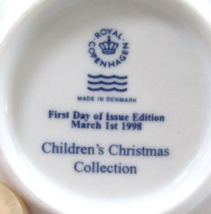 ROYAL
COPENHAGEN
MADE IN DENMARK
First Day of Issue Edition
March 1st 1998
Children's Christmas
Collection